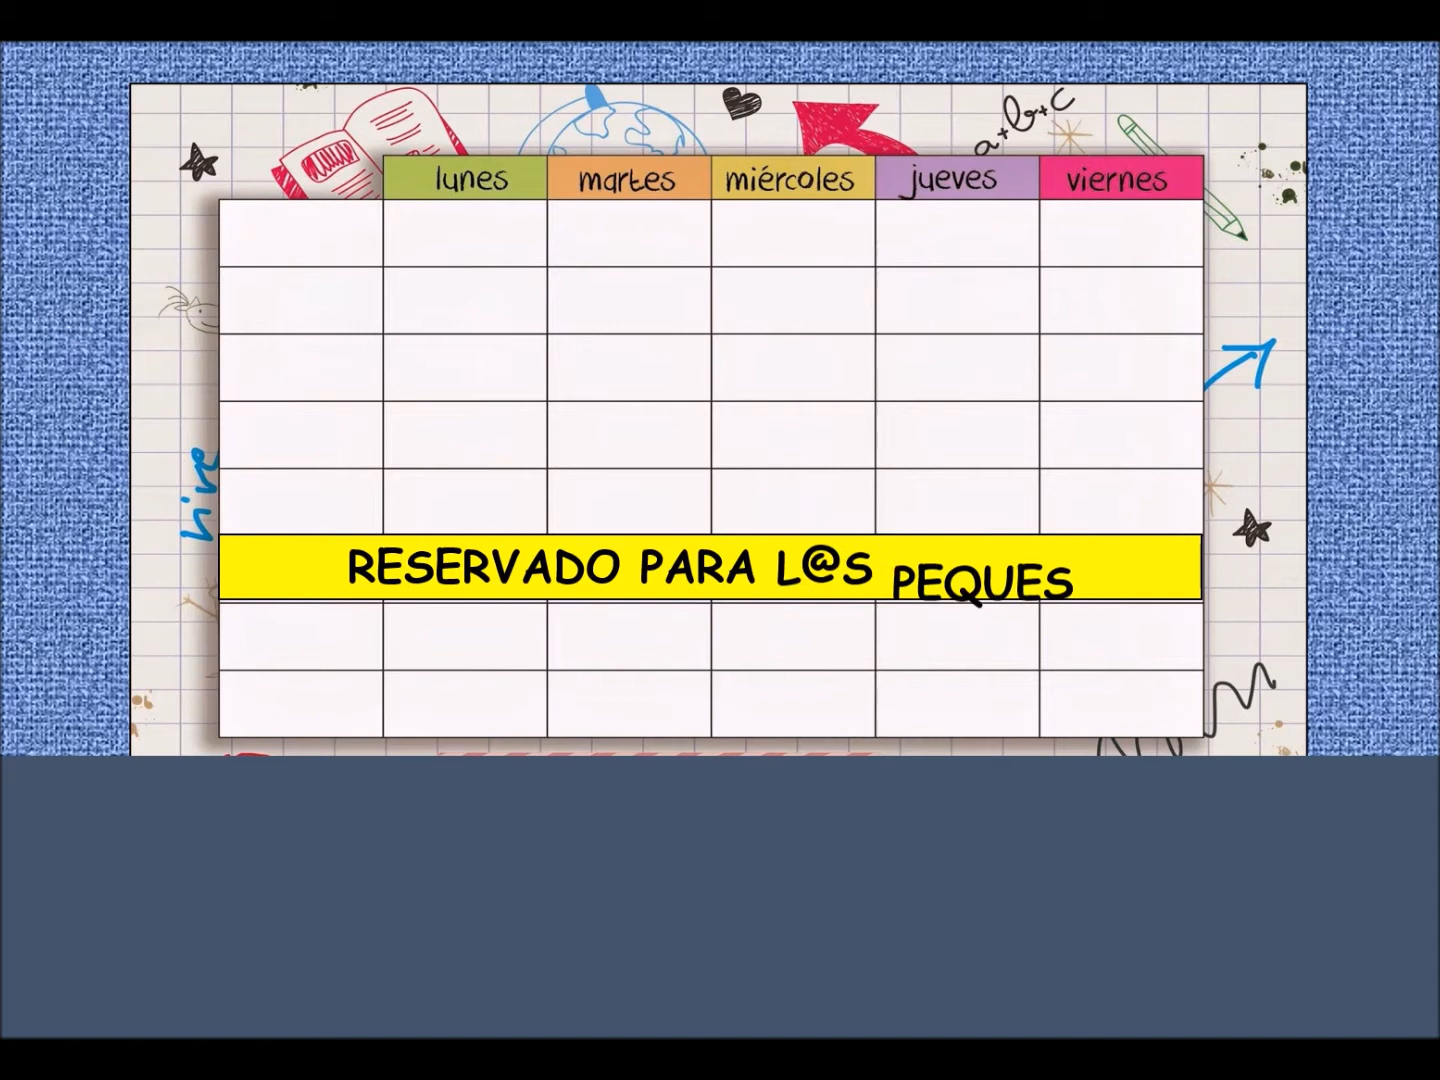 a+b+c
lunes martes miércoles jueves viernes
RESERVADO PARA L@S PEQUES